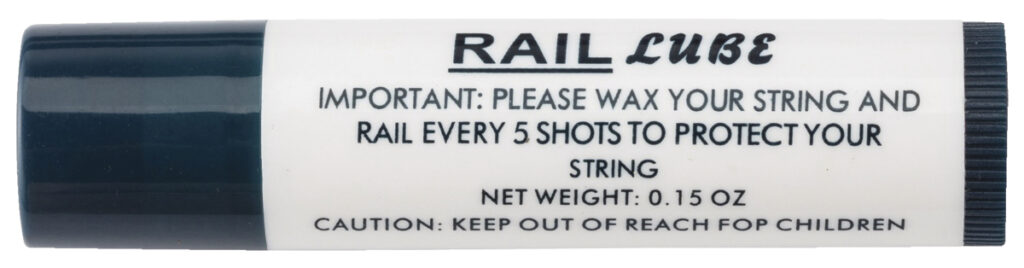 RAIL LUBE
IMPORTANT: PLEASE WAX YOUR STRING AND
RAIL EVERY 5 SHOTS TO PROTECT YOUR
STRING
NET WEIGHT: 0.15 OZ
CAUTION: KEEP OUT OF REACH FOP CHILDREN